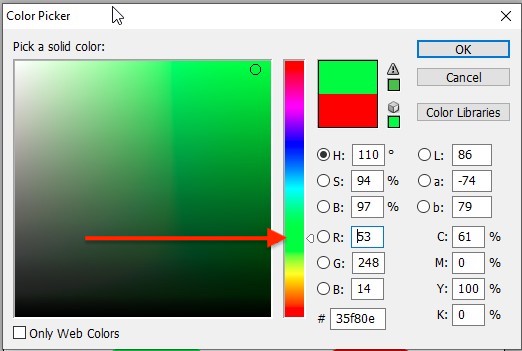 Color Picker
Pick a solid color:
OK
Cancel
Color Libraries
H: 110 °
S: 94 %
B: 97 %
R: 53
G: 248
B: 14
# 35f80e
L: 86
a: -74
b: 79
C: 61 %
M: 0 %
Y: 100 %
K: 0 %
Only Web Colors